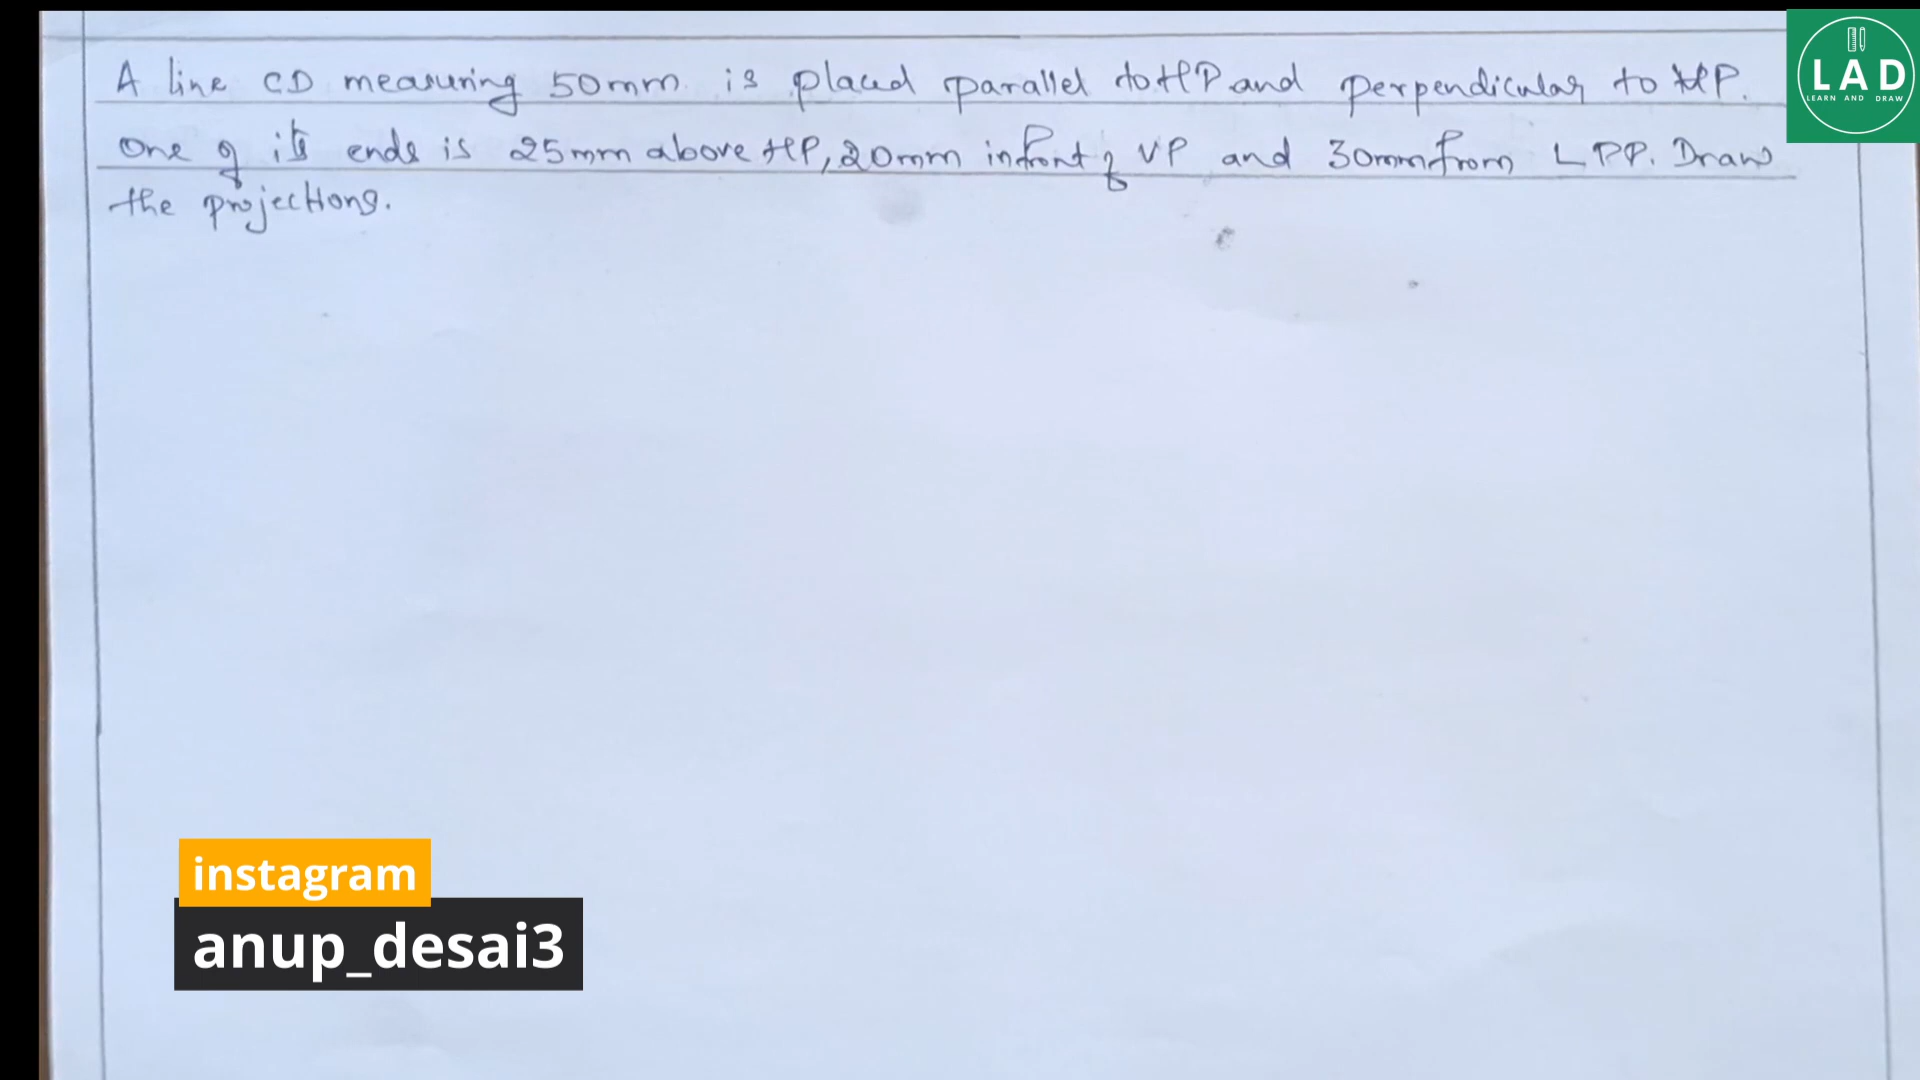 A line CD measuring 50mm is placed parallel to HP and perpendicular to VP.
One of its ends is 25mm above HP, 20mm infront of VP and 30mm from LPP. Draw
the projections.
LAD
LEARN AND DRAW
instagram
anup_desai3